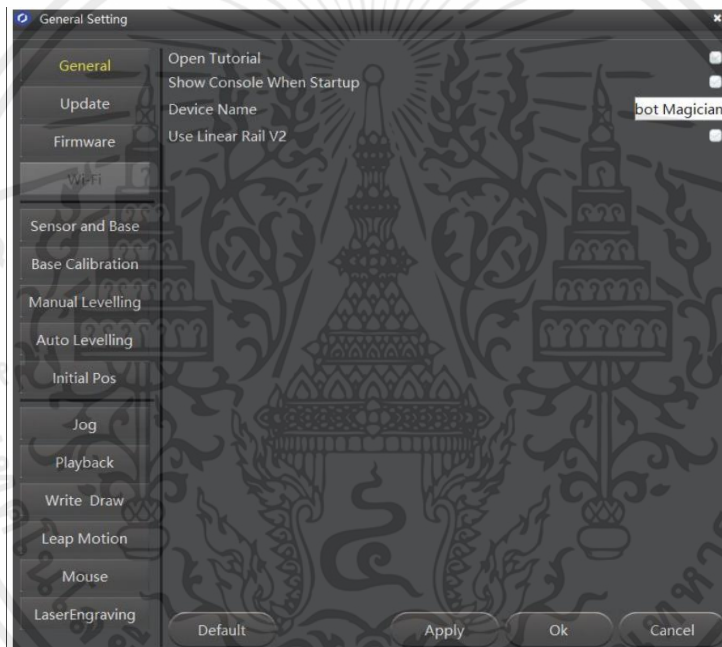 General Setting
General
Update
Firmware
Wi-Fi
Sensor and Base
Base Calibration
Manual Levelling
Auto Levelling
Initial Pos
Jog
Playback
Write Draw
Leap Motion
Mouse
LaserEngraving
Open Tutorial
Show Console When Startup
Device Name
bot Magician
Use Linear Rail V2
Default
Apply
Ok
Cancel